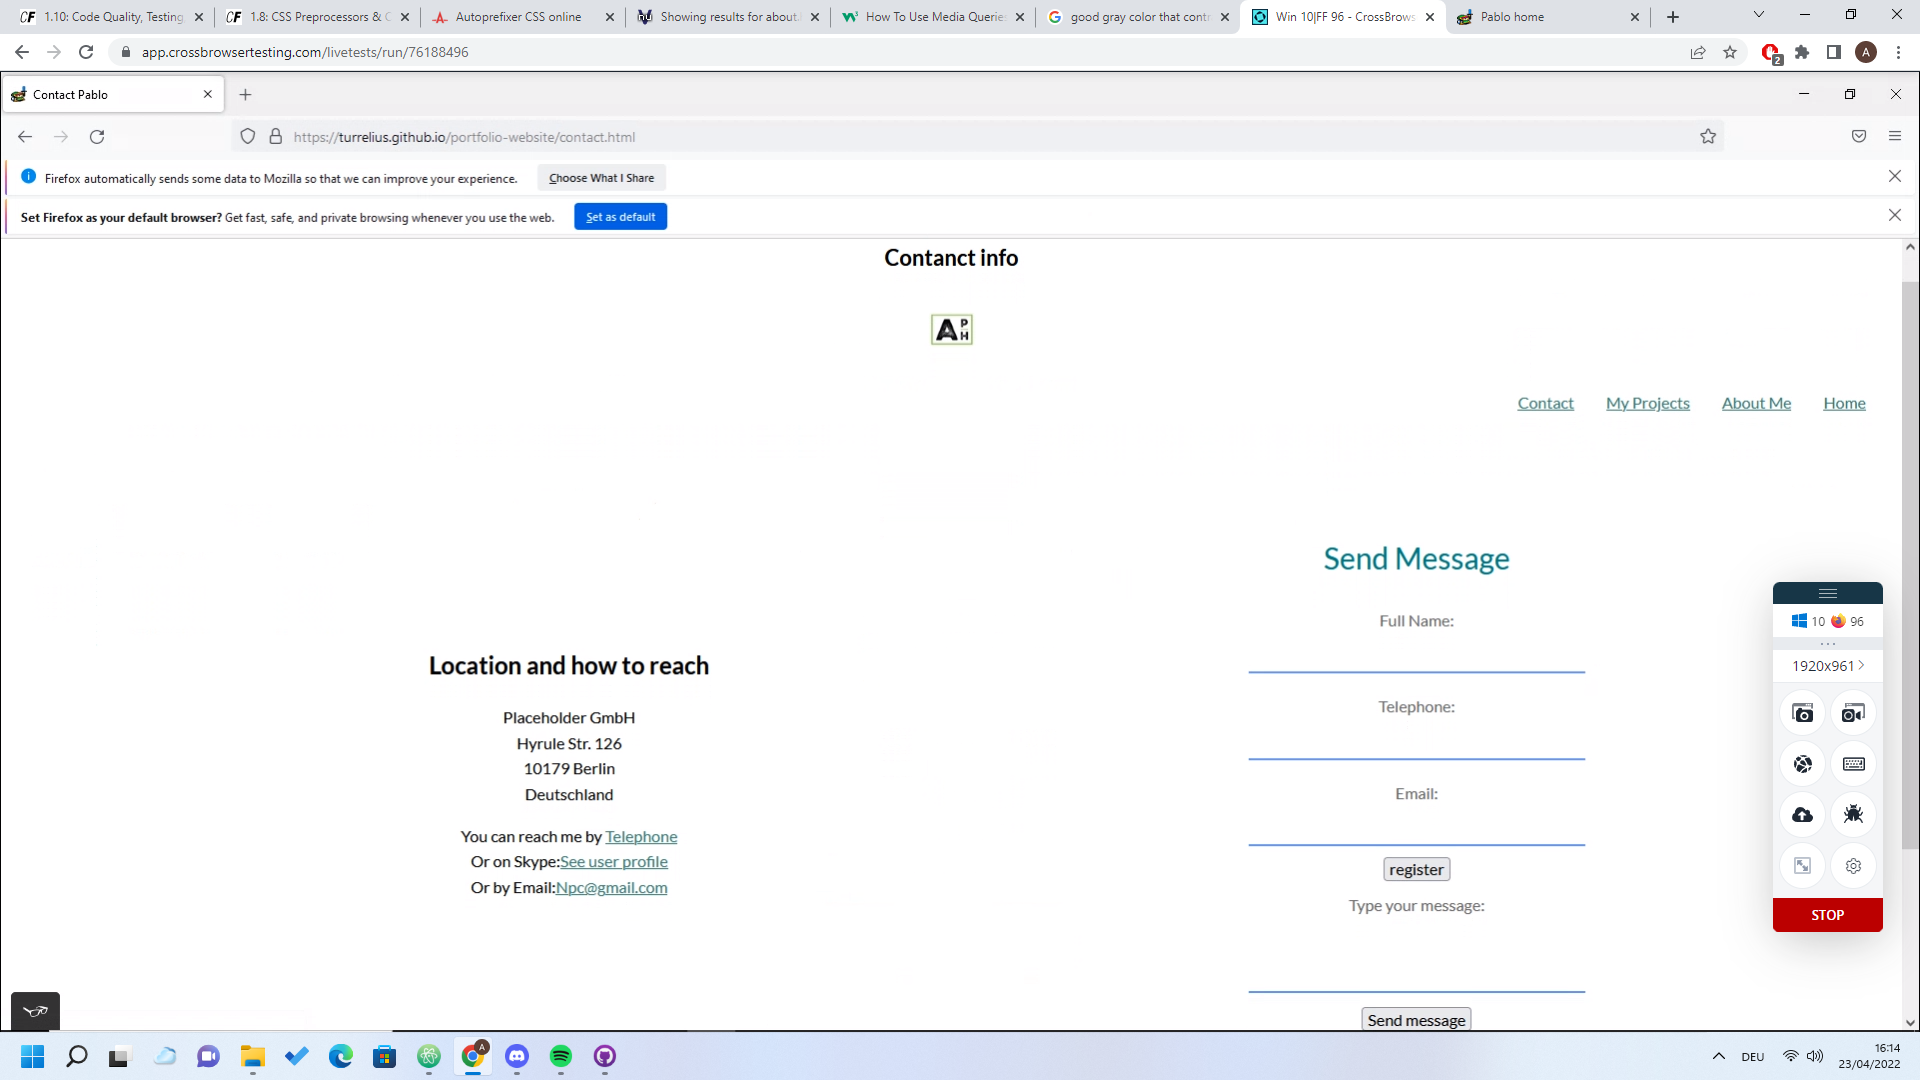 1.10: Code Quality, Testing,
1.8: CSS Preprocessors & C
Autoprefixer CSS online
Showing results for about.
How To Use Media Querie
good gray color that cont
Win 10|FF 96 - CrossBrows
Pablo home
app.crossbrowsertesting.com/livetests/run/76188496
2
A
Contact Pablo
https://turrelius.github.io/portfolio-website/contact.html
Firefox automatically sends some data to Mozilla so that we can improve your experience.
Choose What I Share
Set Firefox as your default browser? Get fast, safe, and private browsing whenever you use the web.
Set as default
Contanct info
A P H
Contact
My Projects
About Me
Home
Send Message
Full Name:
10 96
1920x961
Location and how to reach
Telephone:
Placeholder GmbH
Hyrule Str. 126
10179 Berlin
Deutschland
Email:
You can reach me by Telephone
Or on Skype:See user profile
Or by Email:Npc@gmail.com
register
Type your message:
STOP
Send message
DEU
16:14
23/04/2022